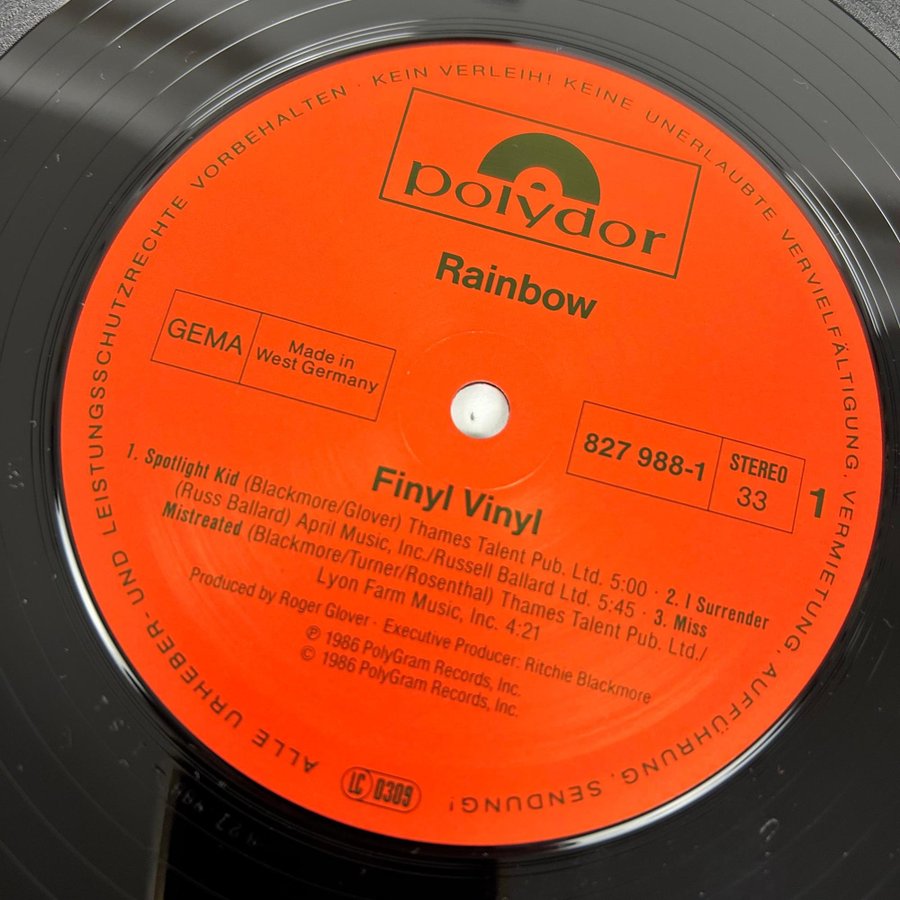 ALLE URHEBER- UND LEISTUNGSSCHUTZRECHTE VORBEHALTEN · KEIN VERLEIH! KEINE UNERLAUBTE VERVIELFÄLTIGUNG, VERMIETUNG, AUFFÜHRUNG, SENDUNG!
polydor
Rainbow
GEMA
Made in
West Germany
827 988-1
STEREO
33
1
Finyl Vinyl
1. Spotlight Kid (Blackmore/Glover) Thames Talent Pub. Ltd. 5:00 · 2. I Surrender
(Russ Ballard) April Music, Inc./Russell Ballard Ltd. 5:45 · 3. Miss
Mistreated (Blackmore/Turner/Rosenthal) Thames Talent Pub. Ltd./
Lyon Farm Music, Inc. 4:21
Produced by Roger Glover · Executive Producer: Ritchie Blackmore
℗ 1986 PolyGram Records, Inc.
© 1986 PolyGram Records, Inc.
LC 0309